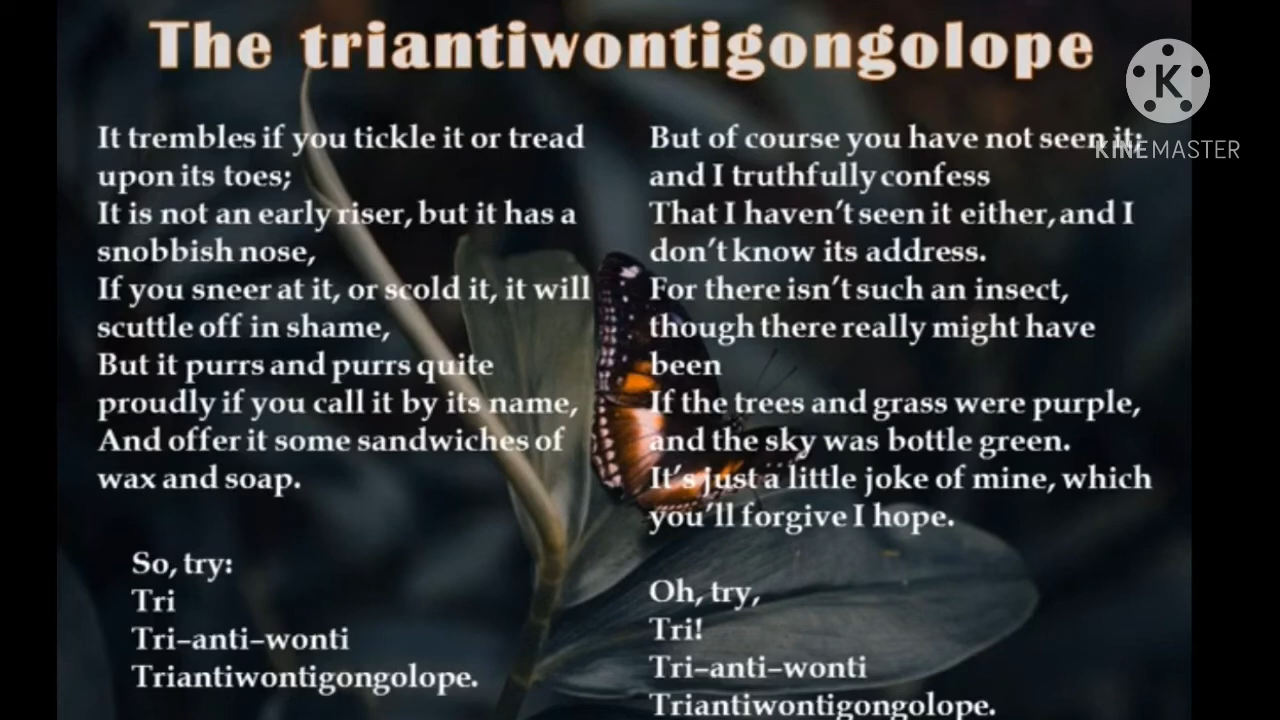 The triantiwontigongolope
It trembles if you tickle it or tread
upon its toes;
It is not an early riser, but it has a
snobbish nose,
If you sneer at it, or scold it, it will
scuttle off in shame,
But it purrs and purrs quite
proudly if you call it by its name,
And offer it some sandwiches of
wax and soap.
So, try:
Tri
Tri–anti–wonti
Triantiwontigongolope.
But of course you have not seen it;
and I truthfully confess
That I haven't seen it either, and I
don't know its address.
For there isn't such an insect,
though there really might have
been
If the trees and grass were purple,
and the sky was bottle green.
It's just a little joke of mine, which
you'll forgive I hope.
Oh, try,
Tri!
Tri–anti–wonti
Triantiwontigongolope.
K
KINEMASTER